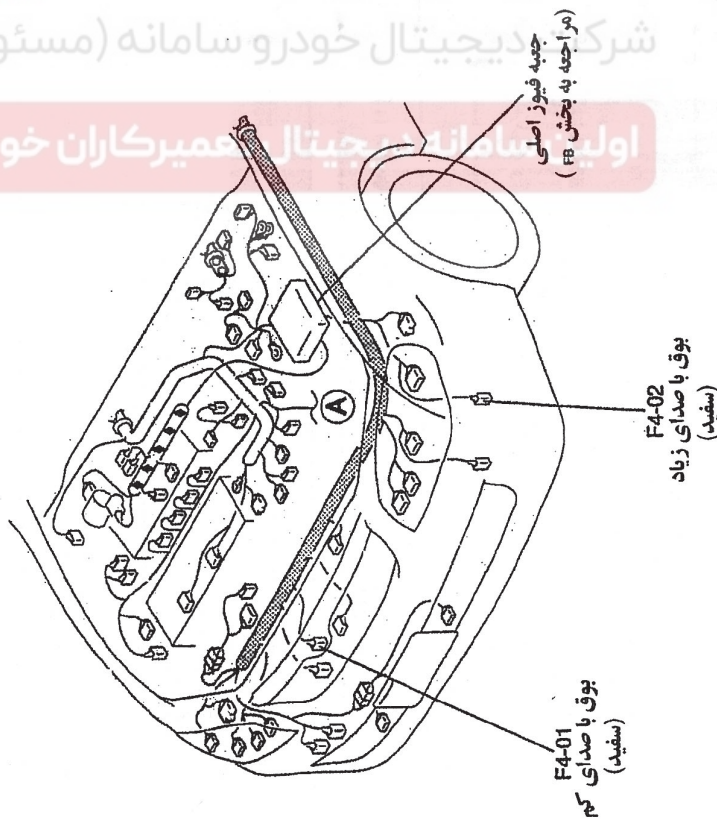 شرکت دیجیتال خودرو سامانه (مسئو
اولین سامانه دیجیتال تعمیرکاران خو
جعبه فیوز اصلی
(مراجعه به بخش FB)
A
F4-02
بوق با صدای زیاد
(سفید)
F4-01
بوق با صدای کم
(سفید)